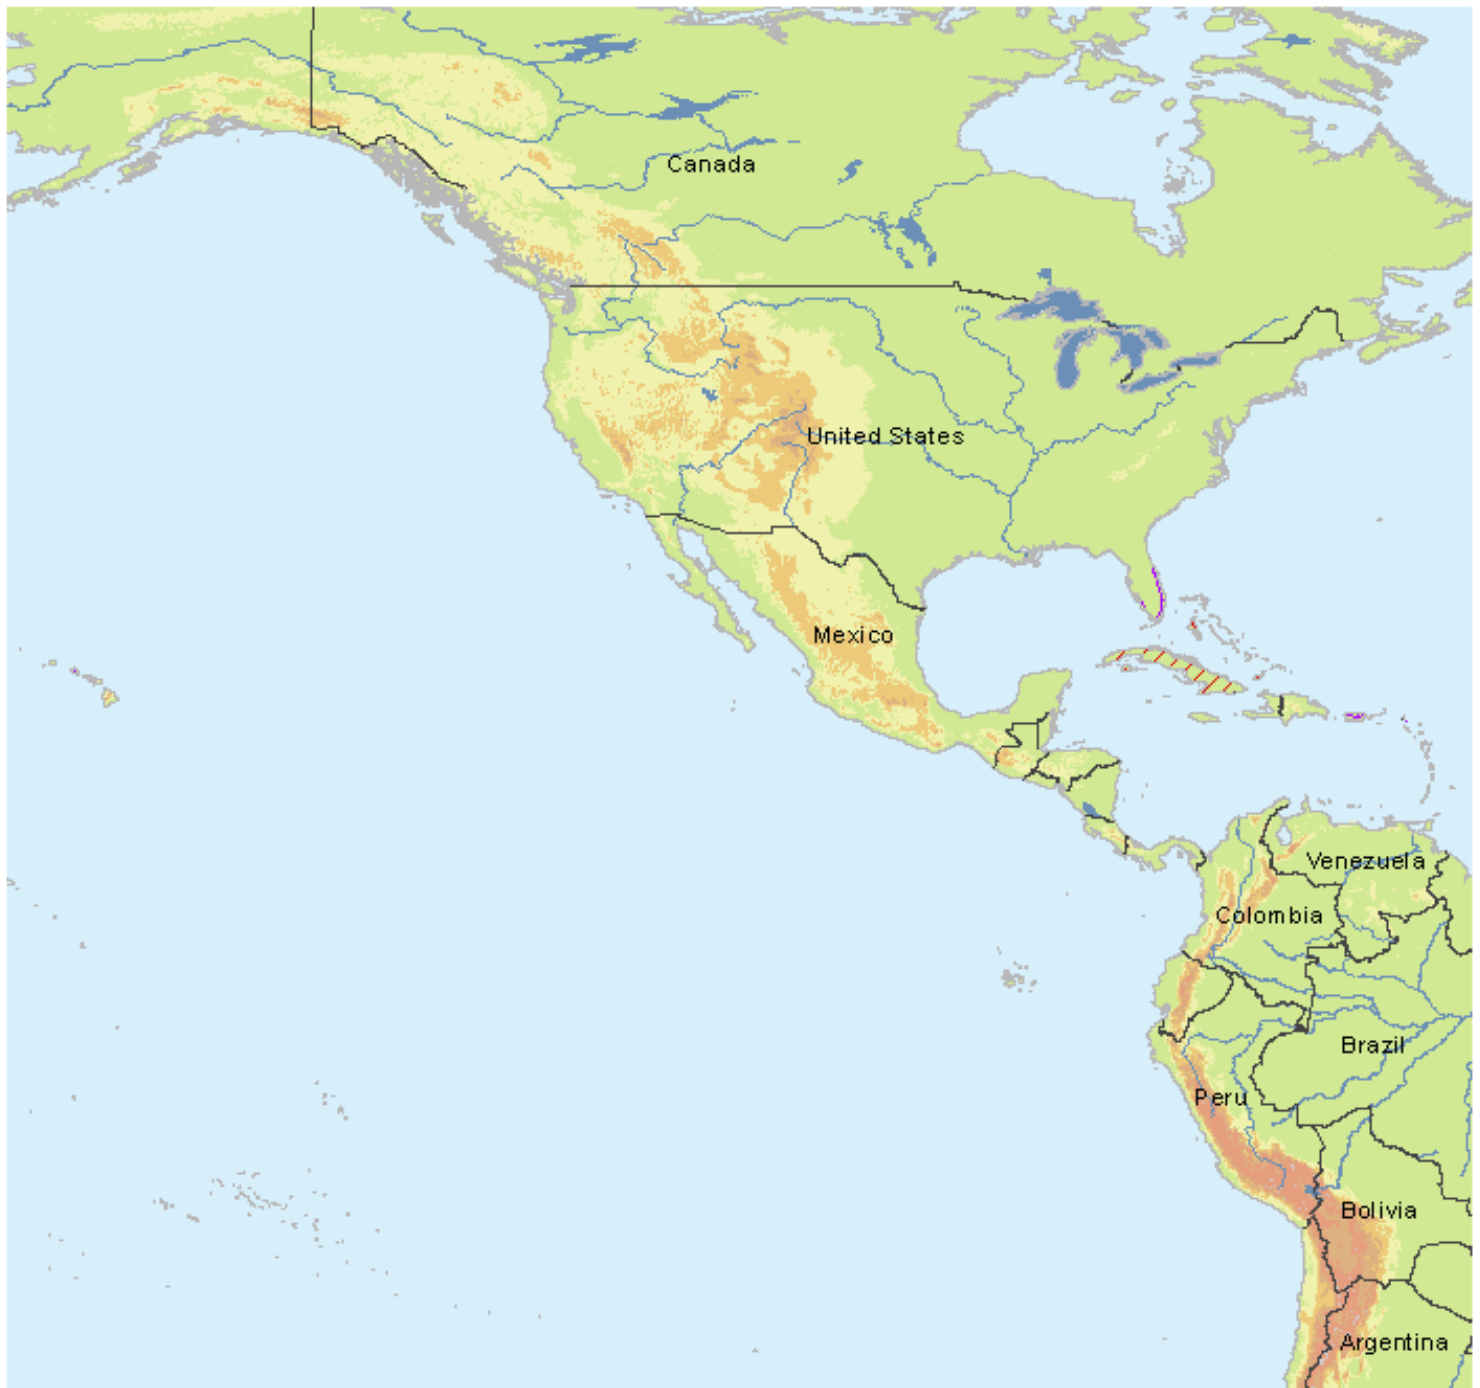 Canada
United States
Mexico
Venezuela
Colombia
Brazil
Peru
Bolivia
Argentina